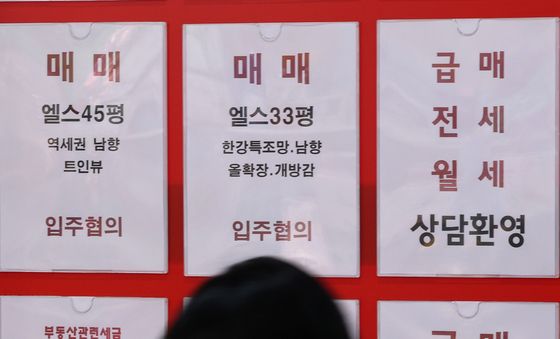 매 매
엘스45평
역세권 남향
트인뷰
입주협의
매 매
엘스33평
한강특조망.남향
올확장.개방감
입주협의
급 매
전 세
월 세
상담환영
부동산관련세금
급 매